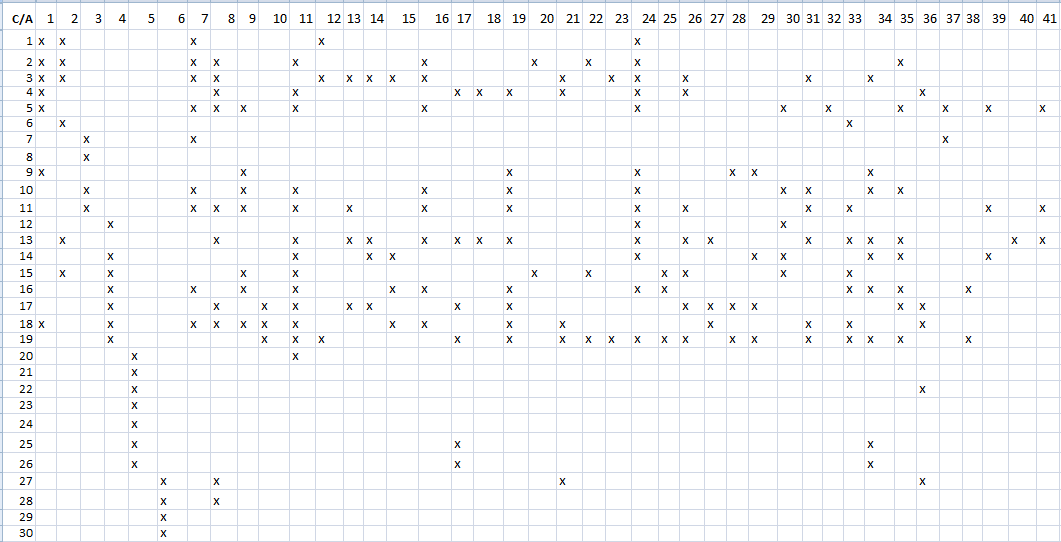 C/A 1 2 3 4 5 6 7 8 9 10 11 12 13 14 15 16 17 18 19 20 21 22 23 24 25 26 27 28 29 30 31 32 33 34 35 36 37 38 39 40 41
1 x x x x x
2 x x x x x x x x x x
3 x x x x x x x x x x x x x x x
4 x x x x x x x x x x
5 x x x x x x x x x x x x x
6 x x
7 x x x
8 x
9 x x x x x x x
10 x x x x x x x x x x x
11 x x x x x x x x x x x x x x
12 x x x
13 x x x x x x x x x x x x x x x x x x
14 x x x x x x x x x x
15 x x x x x x x x x x
16 x x x x x x x x x x x x x
17 x x x x x x x x x x x x x x
18 x x x x x x x x x x x x x x x
19 x x x x x x x x x x x x x x x x x x x
20 x x
21 x
22 x x
23 x
24 x
25 x x x
26 x x x
27 x x x x
28 x x
29 x
30 x